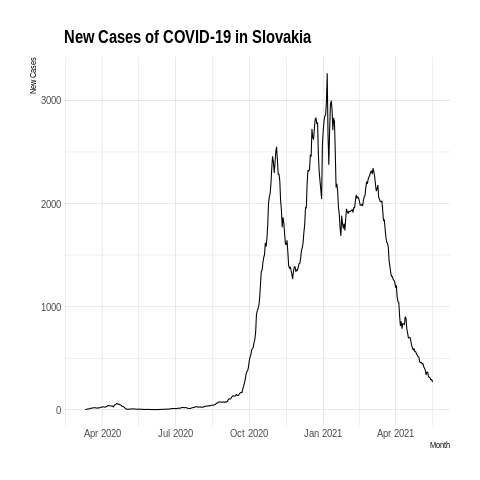 New Cases of COVID-19 in Slovakia
New Cases
3000
2000
1000
0
Apr 2020 Jul 2020 Oct 2020 Jan 2021 Apr 2021
Month